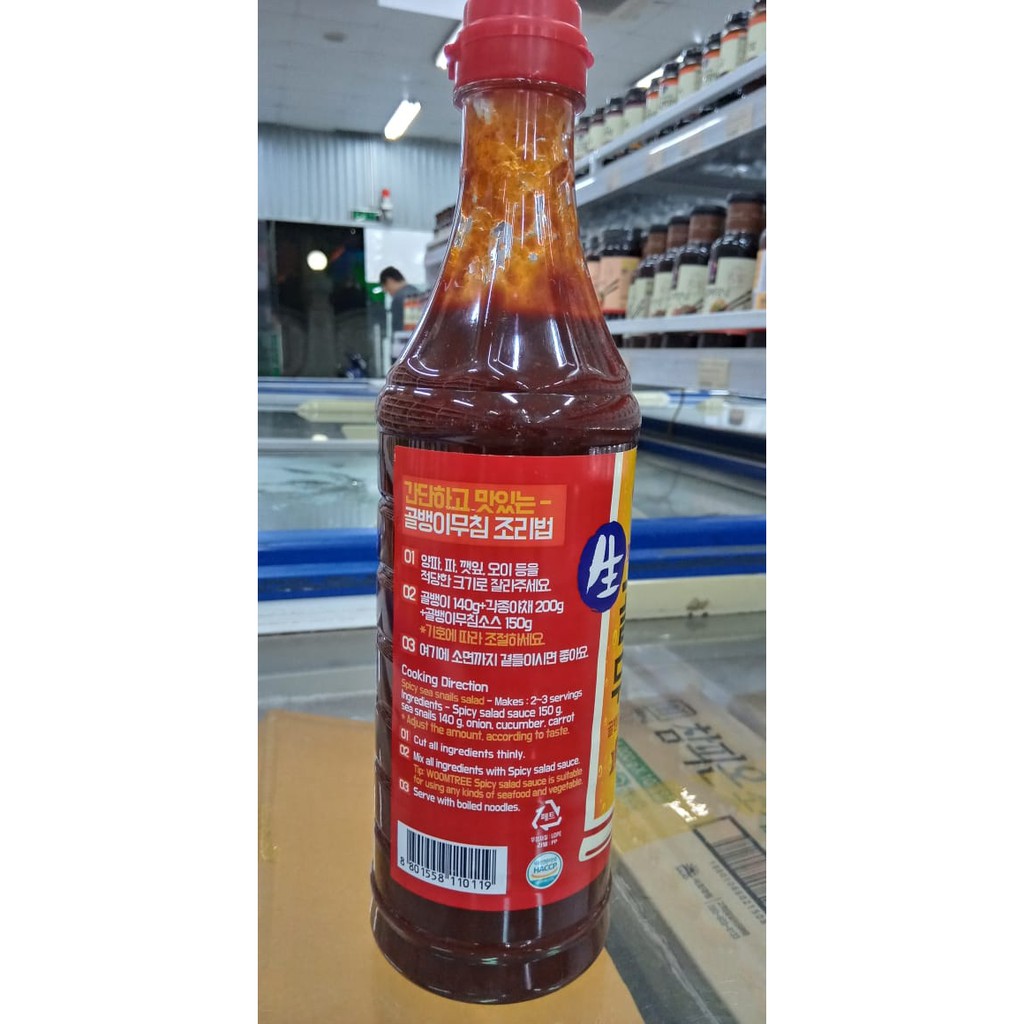 간단하고 맛있는 -
골뱅이무침 조리법
01 양파, 파, 깻잎, 오이 등을
적당한 크기로 잘라주세요.
02 골뱅이 140g+각종야채 200g
+골뱅이무침소스 150g
*기호에 따라 조절하세요.
03 여기에 소면까지 곁들이시면 좋아요.
Cooking Direction
Spicy sea snails salad - Makes : 2~3 servings
Ingredients - Spicy salad sauce 150 g,
sea snails 140 g, onion, cucumber, carrot
* Adjust the amount, according to taste.
01 Cut all ingredients thinly.
02 Mix all ingredients with Spicy salad sauce.
Tip: WOOMTREE Spicy salad sauce is suitable
for using any kinds of seafood and vegetable.
03 Serve with boiled noodles.
페트
HACCP
8 801558 110119
生